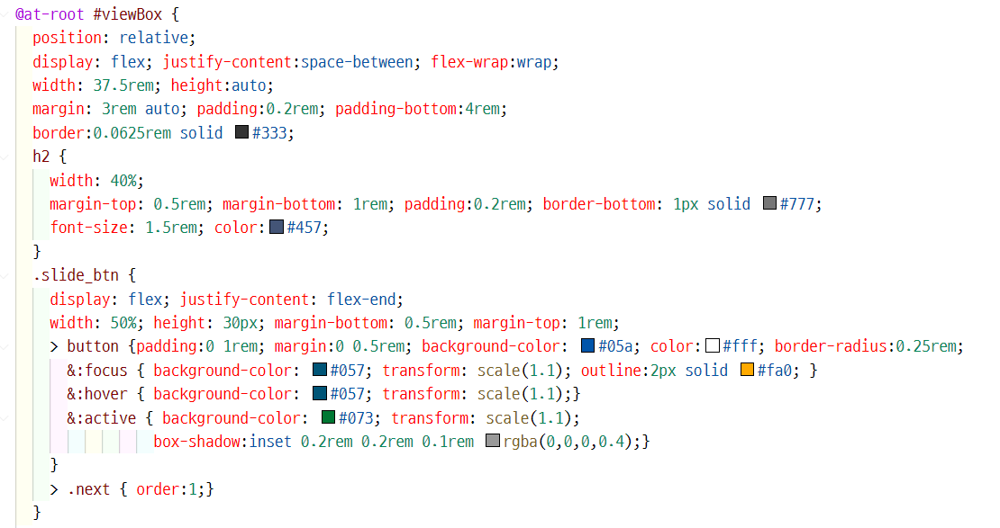 @at-root #viewBox {
position: relative;
display: flex; justify-content:space-between; flex-wrap:wrap;
width: 37.5rem; height:auto;
margin: 3rem auto; padding:0.2rem; padding-bottom:4rem;
border:0.0625rem solid #333;
h2 {
width: 40%;
margin-top: 0.5rem; margin-bottom: 1rem; padding:0.2rem; border-bottom: 1px solid #777;
font-size: 1.5rem; color:#457;
}
.slide_btn {
display: flex; justify-content: flex-end;
width: 50%; height: 30px; margin-bottom: 0.5rem; margin-top: 1rem;
> button {padding:0 1rem; margin:0 0.5rem; background-color: #05a; color:#fff; border-radius:0.25rem;
&:focus { background-color: #057; transform: scale(1.1); outline:2px solid #fa0; }
&:hover { background-color: #057; transform: scale(1.1);}
&:active { background-color: #073; transform: scale(1.1);
box-shadow:inset 0.2rem 0.2rem 0.1rem rgba(0,0,0,0.4);}
}
> .next { order:1;}
}